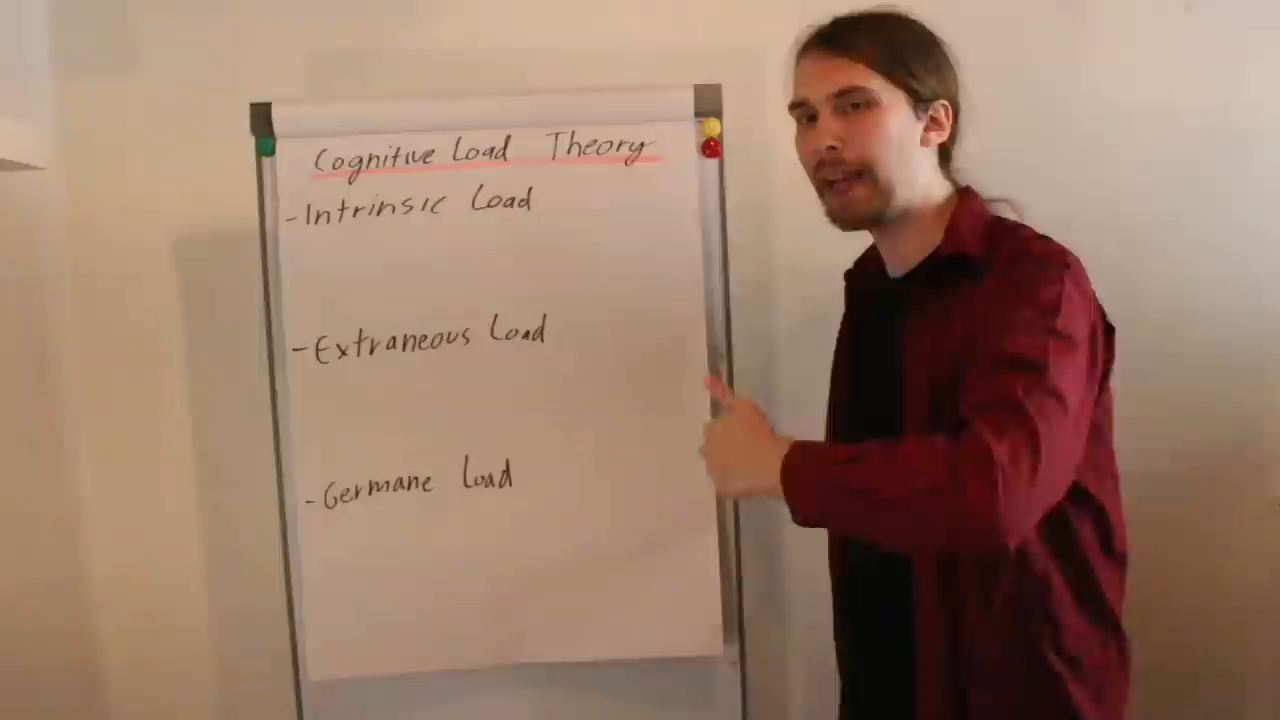 Cognitive Load Theory
- Intrinsic Load
- Extraneous Load
- Germane Load